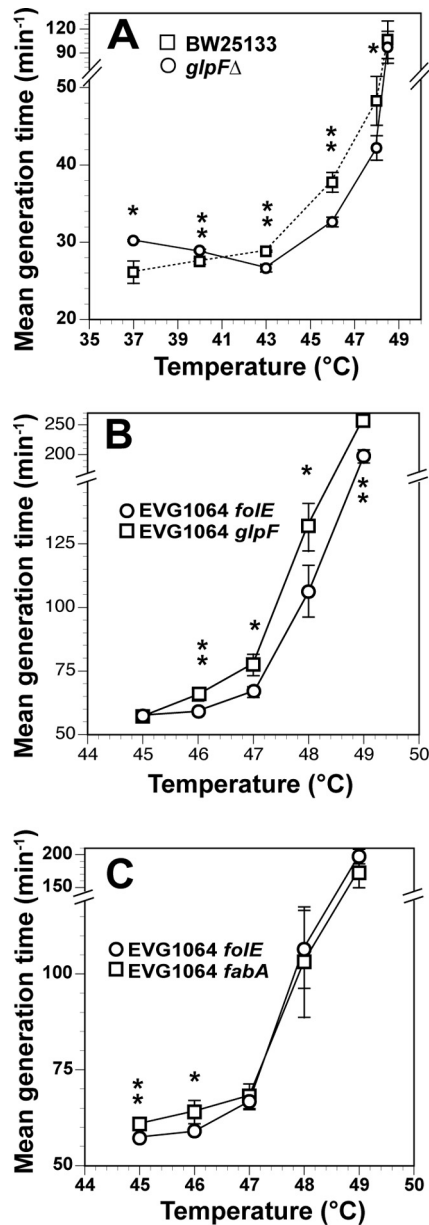 A
BW25133
glpFΔ
Mean generation time (min-1)
130
90
50
40
30
20
*
*
*
*
*
*
*
*
35 37 39 41 43 45 47 49
Temperature (°C)
B
EVG1064 folE
EVG1064 glpF
Mean generation time (min-1)
250
200
125
100
75
50
*
*
*
*
*
*
44 45 46 47 48 49 50
Temperature (°C)
C
EVG1064 folE
EVG1064 fabA
Mean generation time (min-1)
200
150
100
75
50
*
*
*
44 45 46 47 48 49 50
Temperature (°C)